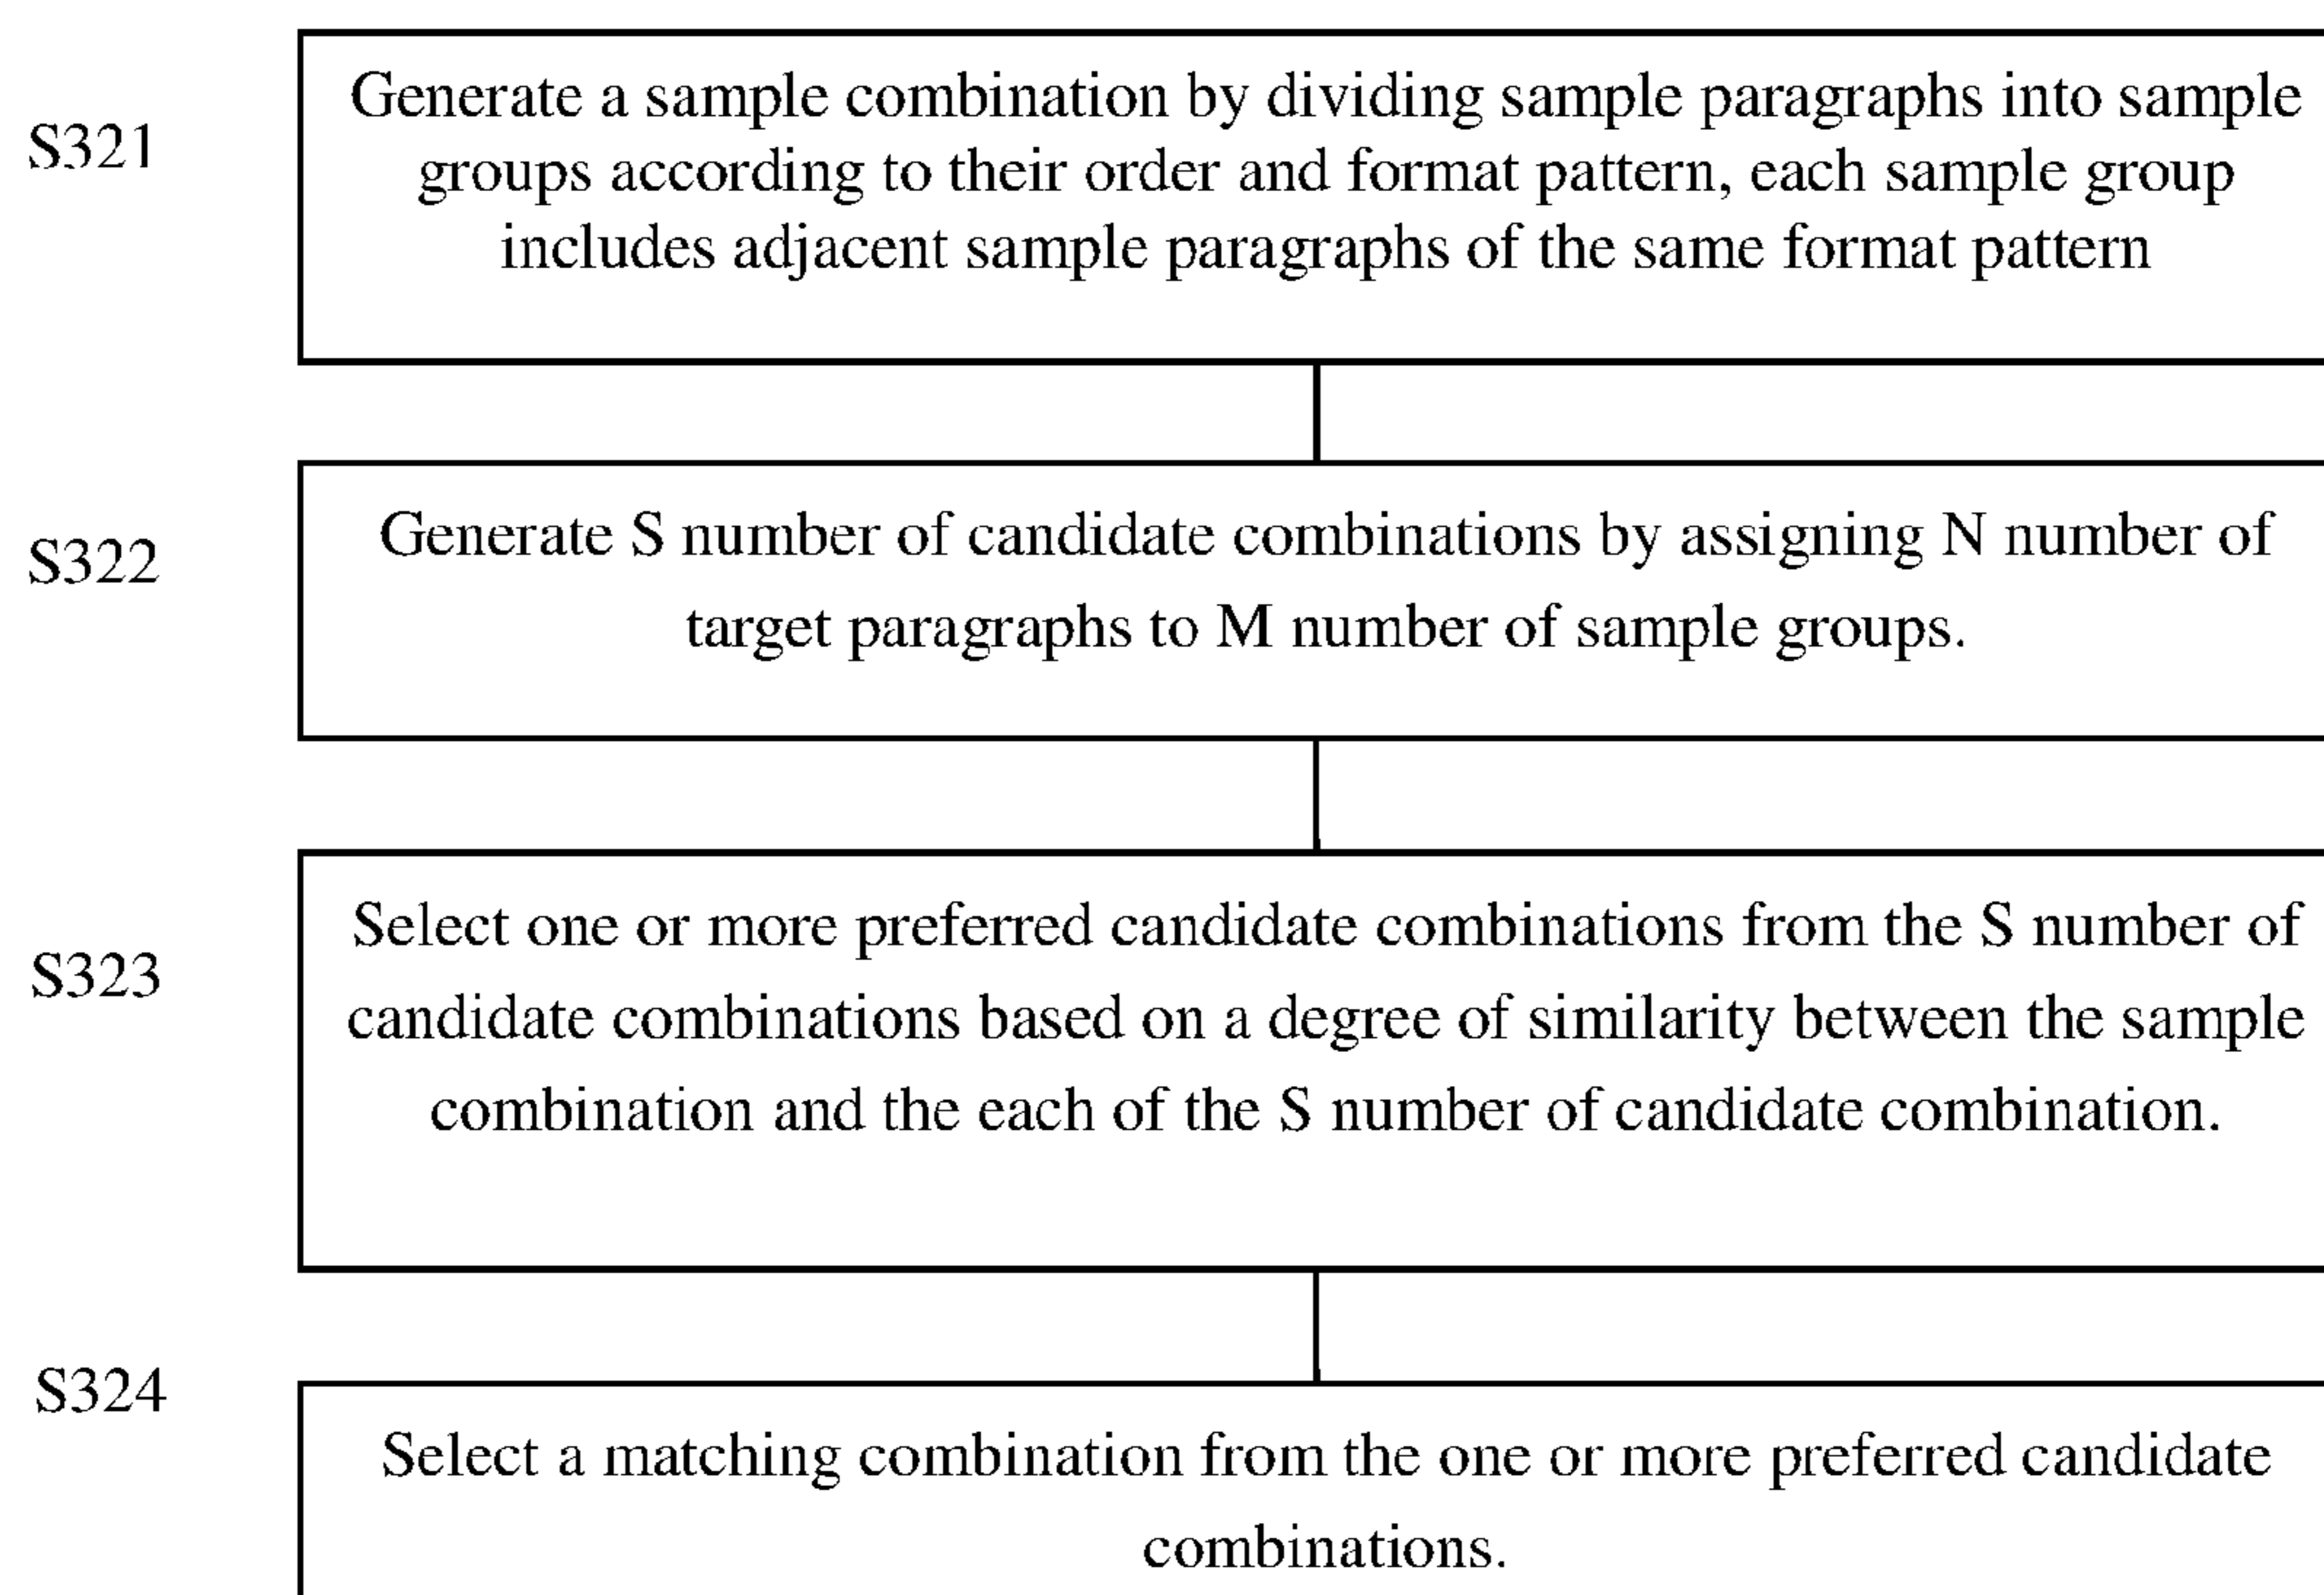 S321
Generate a sample combination by dividing sample paragraphs into sample
groups according to their order and format pattern, each sample group
includes adjacent sample paragraphs of the same format pattern
S322
Generate S number of candidate combinations by assigning N number of
target paragraphs to M number of sample groups.
S323
Select one or more preferred candidate combinations from the S number of
candidate combinations based on a degree of similarity between the sample
combination and the each of the S number of candidate combination.
S324
Select a matching combination from the one or more preferred candidate
combinations.